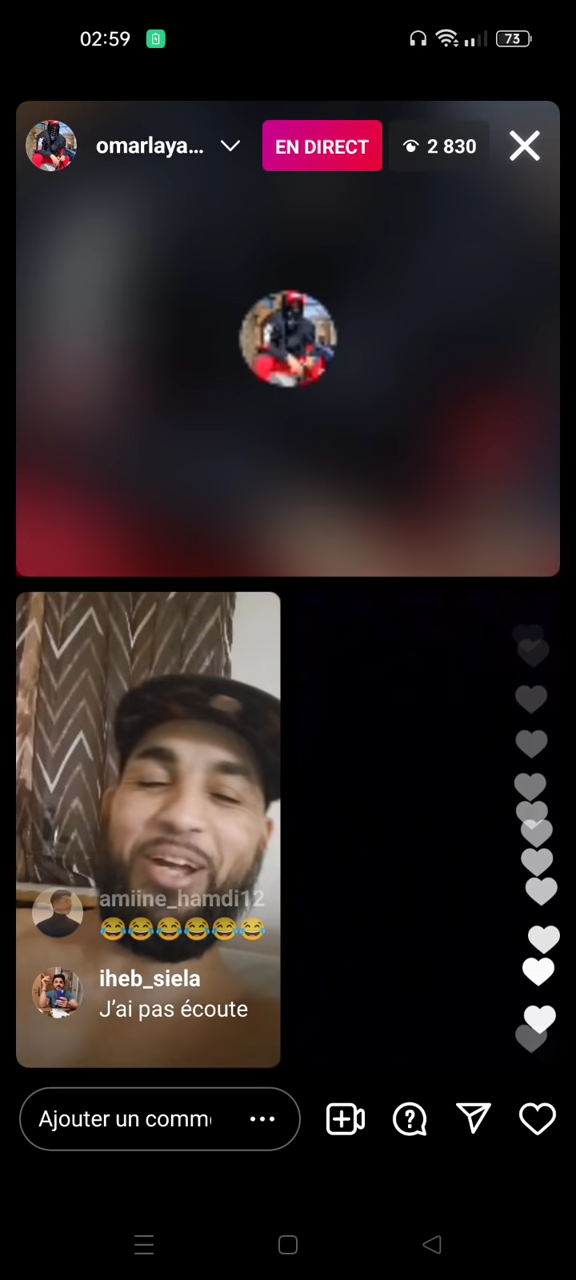 02:59
73
omarlaya...
EN DIRECT
2 830
amiine_hamdi12
😂😂😂😂😂😂
iheb_siela
J'ai pas écoute
Ajouter un comm